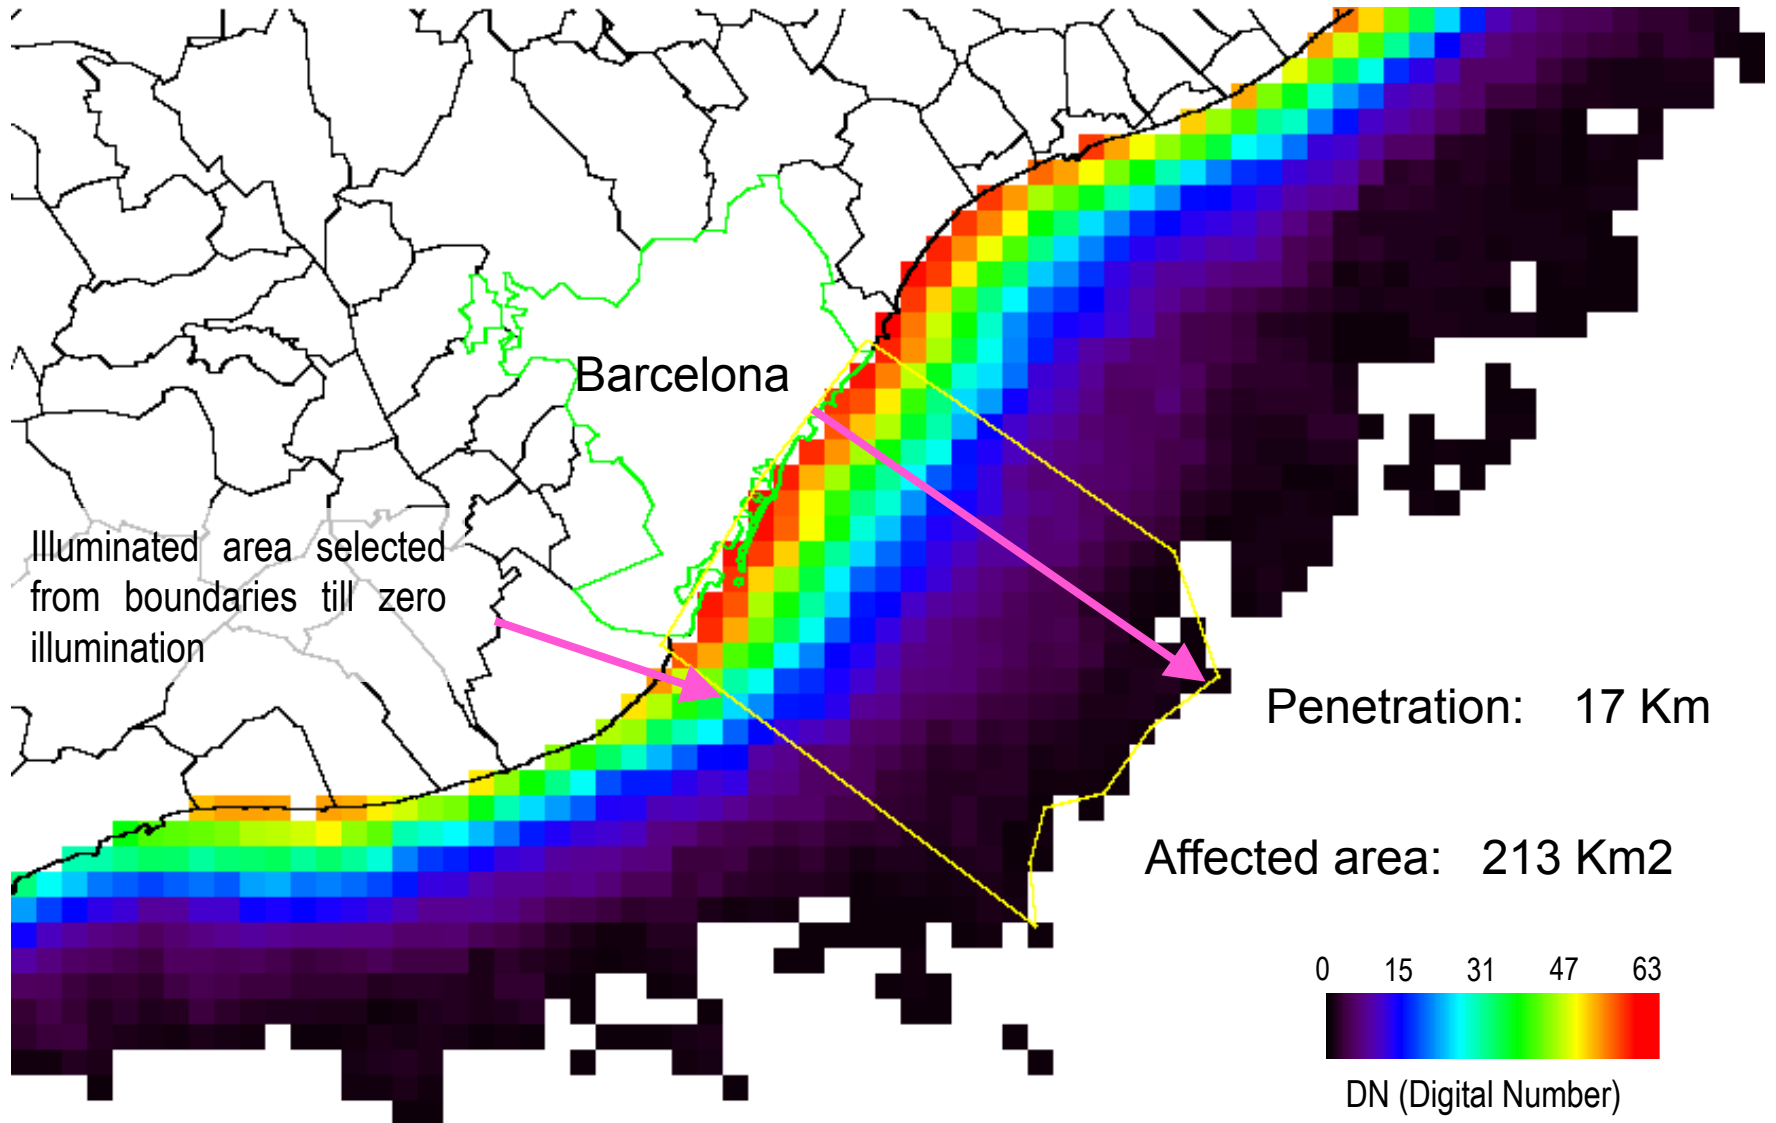 Barcelona
Illuminated area selected
from boundaries till zero
illumination
Penetration: 17 Km
Affected area: 213 Km2
0 15 31 47 63
DN (Digital Number)